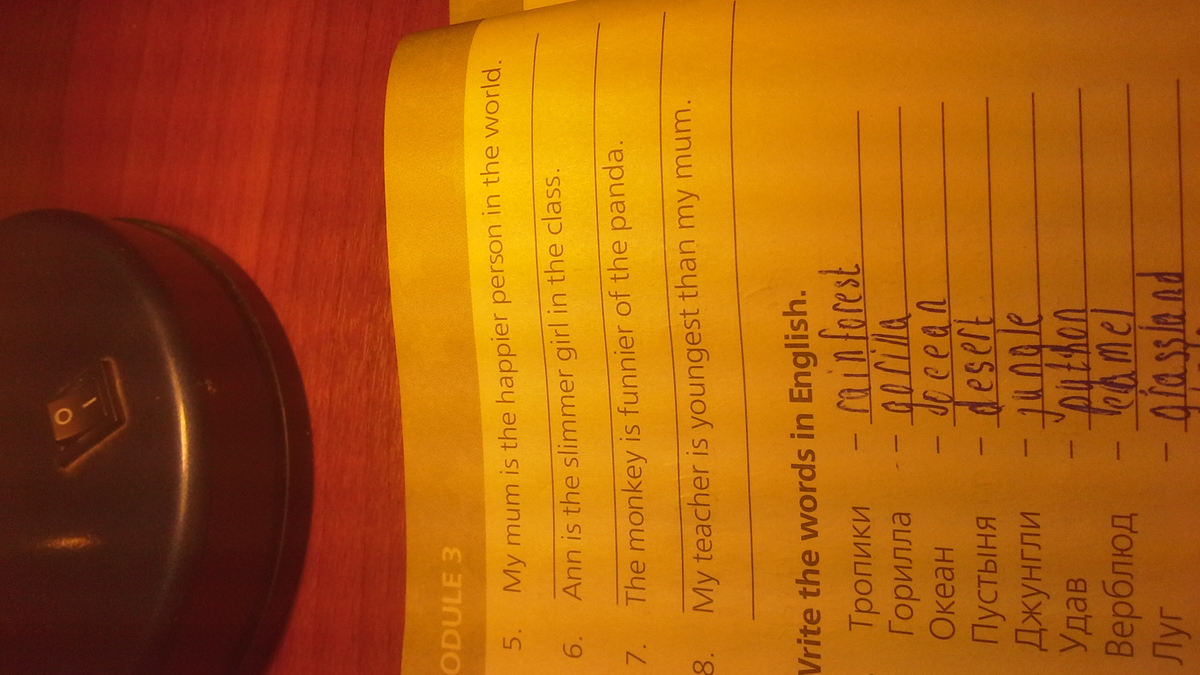 ODULE 3
5. My mum is the happier person in the world.
6. Ann is the slimmer girl in the class.
7. The monkey is funnier of the panda.
8. My teacher is youngest than my mum.
Write the words in English.
Тропики – rainforest
Горилла – gorilla
Океан – ocean
Пустыня – desert
Джунгли – jungle
Удав – python
Верблюд – camel
Луг – grassland